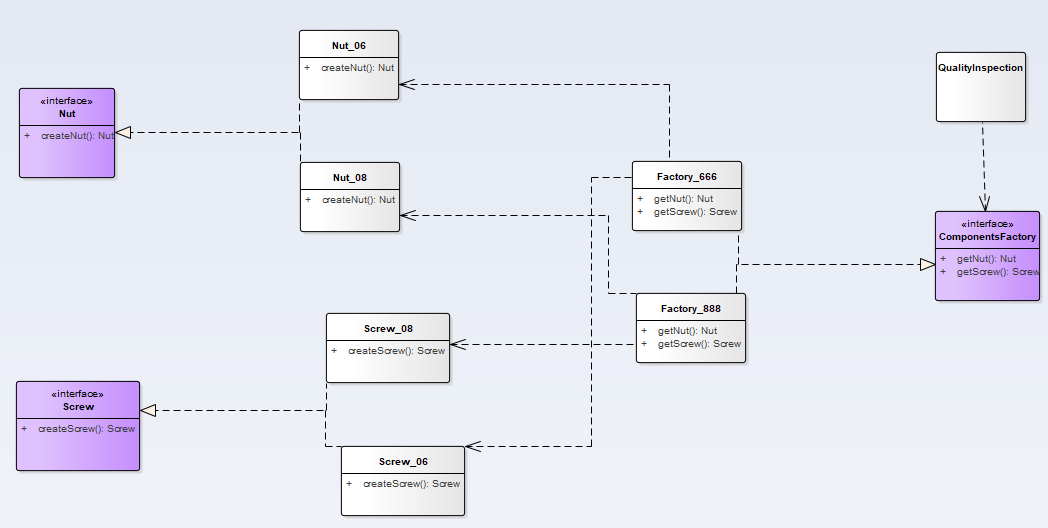 Nut_06
+ createNut(): Nut
«interface»
Nut
+ createNut(): Nut
Nut_08
+ createNut(): Nut
Factory_666
+ getNut(): Nut
+ getScrew(): Screw
QualityInspection
«interface»
ComponentsFactory
+ getNut(): Nut
+ getScrew(): Screw
Factory_888
+ getNut(): Nut
+ getScrew(): Screw
Screw_08
+ createScrew(): Screw
«interface»
Screw
+ createScrew(): Screw
Screw_06
+ createScrew(): Screw